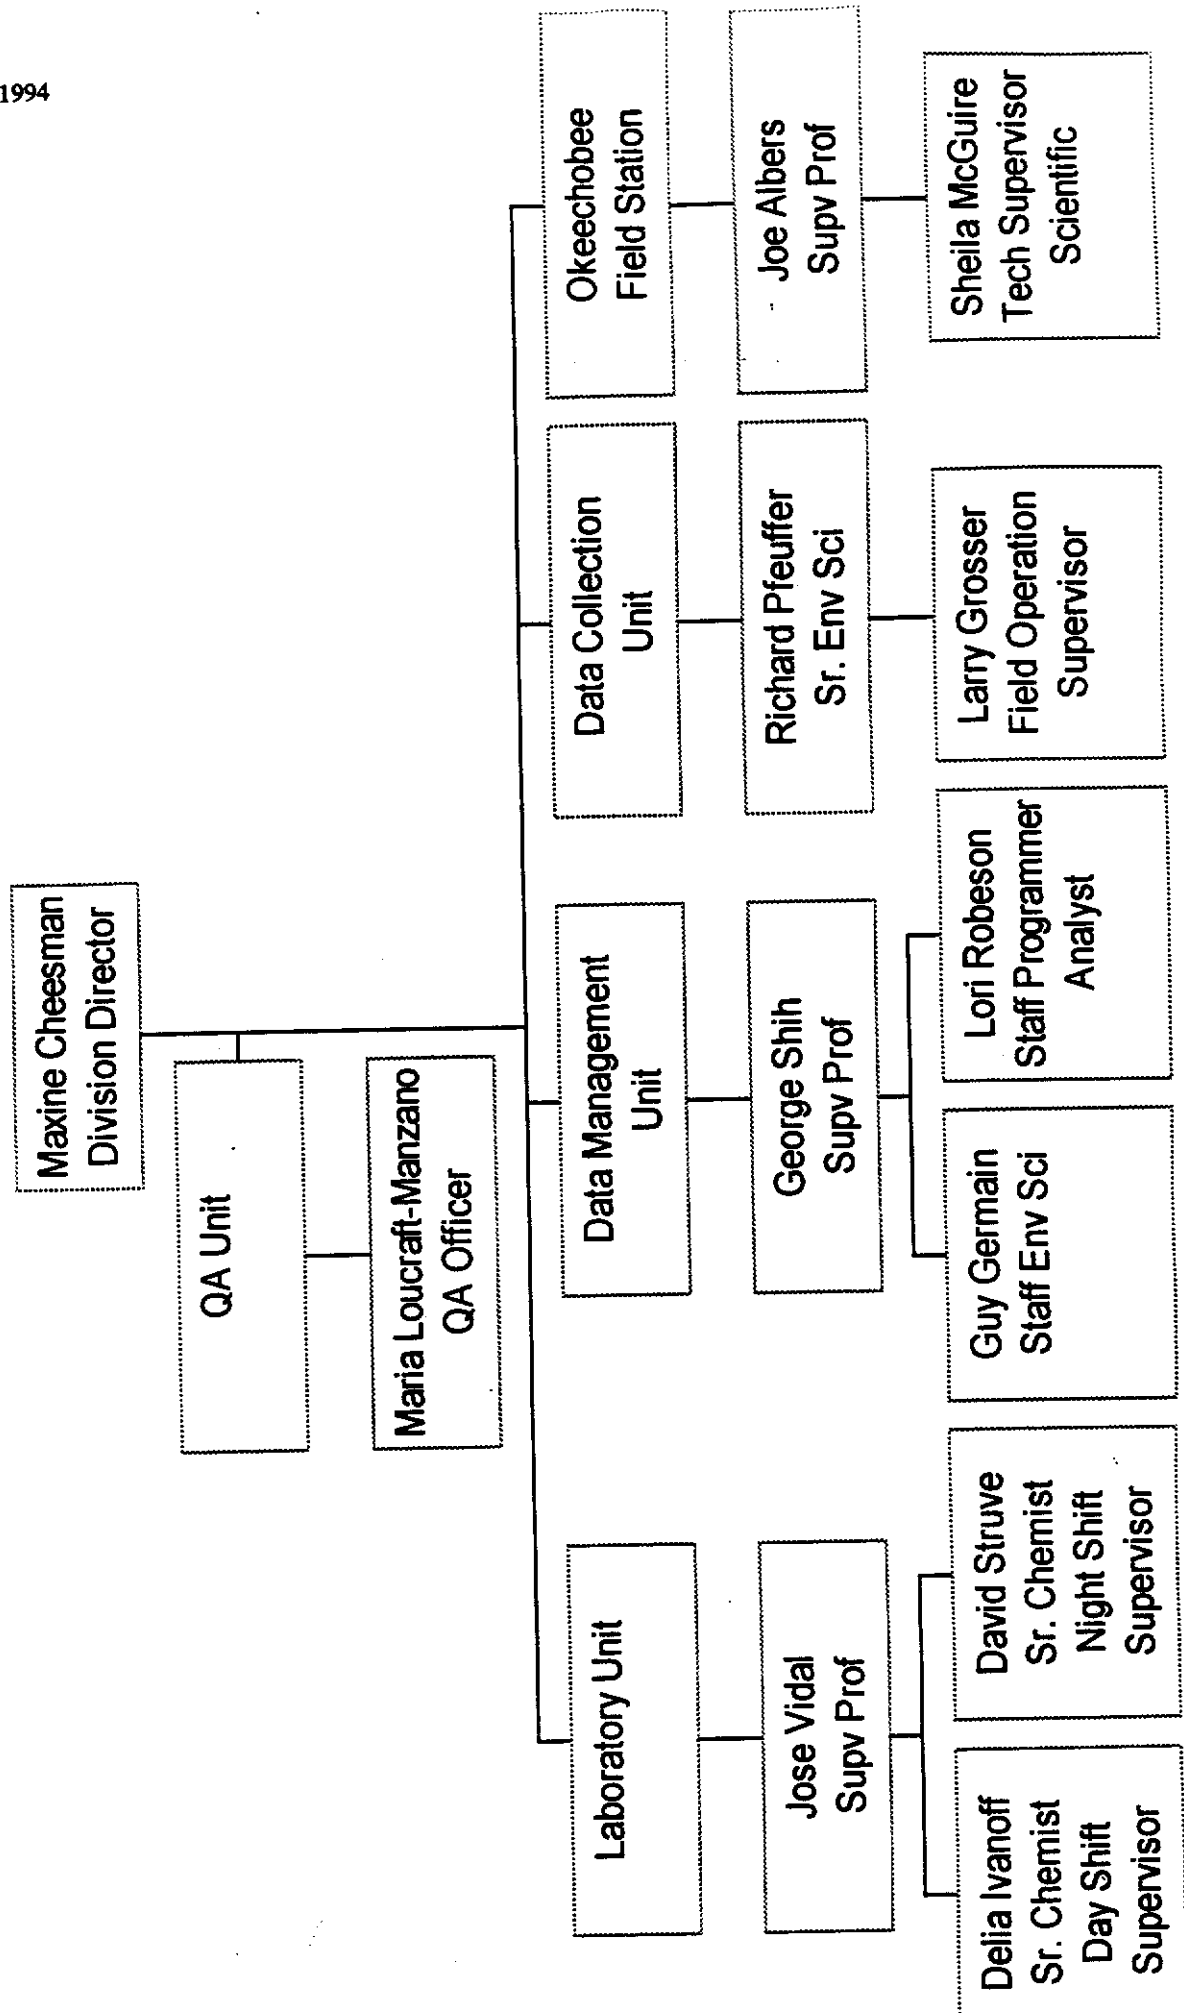 1994
Maxine Cheesman
Division Director
QA Unit
Maria Loucraft-Manzano
QA Officer
Laboratory Unit
Data Management
Unit
Data Collection
Unit
Okeechobee
Field Station
Jose Vidal
Supv Prof
George Shih
Supv Prof
Richard Pfeuffer
Sr. Env Sci
Joe Albers
Supv Prof
Delia Ivanoff
Sr. Chemist
Day Shift
Supervisor
David Struve
Sr. Chemist
Night Shift
Supervisor
Guy Germain
Staff Env Sci
Lori Robeson
Staff Programmer
Analyst
Larry Grosser
Field Operation
Supervisor
Sheila McGuire
Tech Supervisor
Scientific